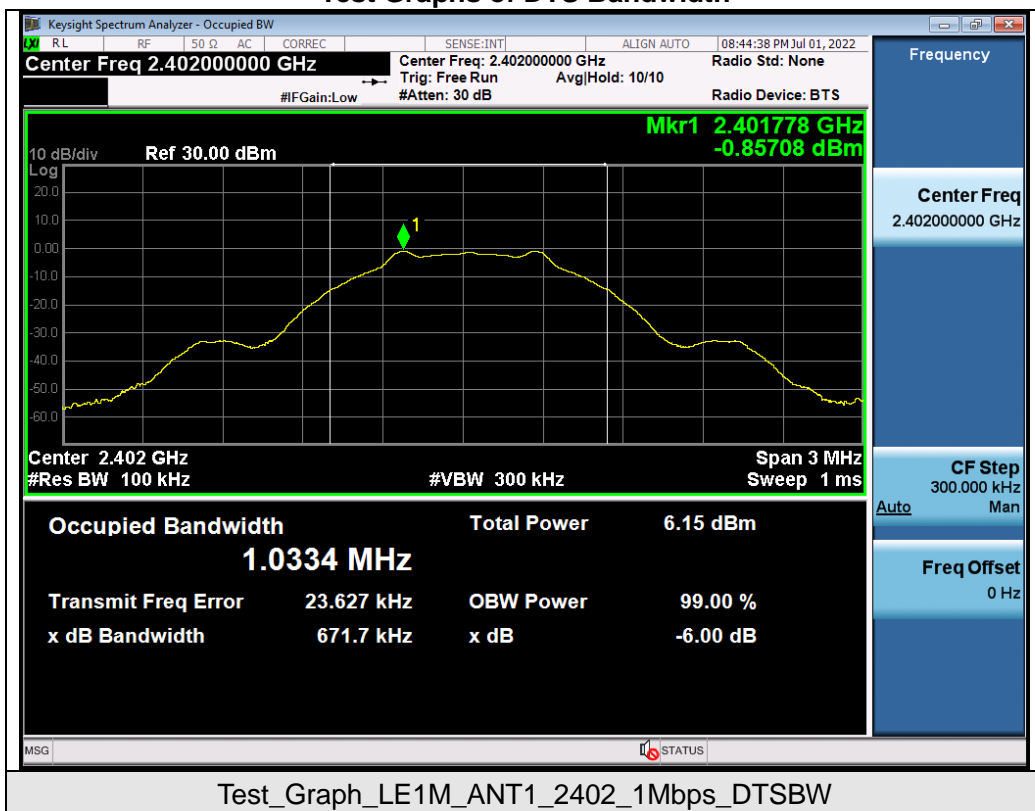 Test Graphs of DTS Bandwidth
Keysight Spectrum Analyzer - Occupied BW
LXI RL RF 50 Ω AC CORREC SENSE:INT ALIGN AUTO 08:44:38 PM Jul 01, 2022
Center Freq 2.402000000 GHz Center Freq: 2.402000000 GHz Radio Std: None
Trig: Free Run Avg|Hold: 10/10
#IFGain:Low #Atten: 30 dB Radio Device: BTS
Mkr1 2.401778 GHz
10 dB/div Ref 30.00 dBm -0.85708 dBm
Log
20.0
10.0
1
0.00
-10.0
-20.0
-30.0
-40.0
-50.0
-60.0
Center 2.402 GHz Span 3 MHz
#Res BW 100 kHz #VBW 300 kHz Sweep 1 ms
Occupied Bandwidth Total Power 6.15 dBm
1.0334 MHz
Transmit Freq Error 23.627 kHz OBW Power 99.00 %
x dB Bandwidth 671.7 kHz x dB -6.00 dB
Frequency
Center Freq
2.402000000 GHz
CF Step
300.000 kHz
Auto Man
Freq Offset
0 Hz
MSG STATUS
Test_Graph_LE1M_ANT1_2402_1Mbps_DTSBW